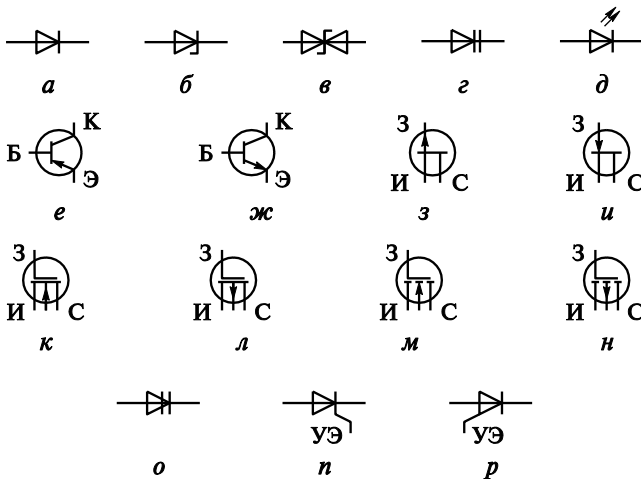 а б в г д
К К З З
Б Б
Э Э И С И С
е ж з и
З З З З
И С И С И С И С
к л м н
УЭ УЭ
о п р